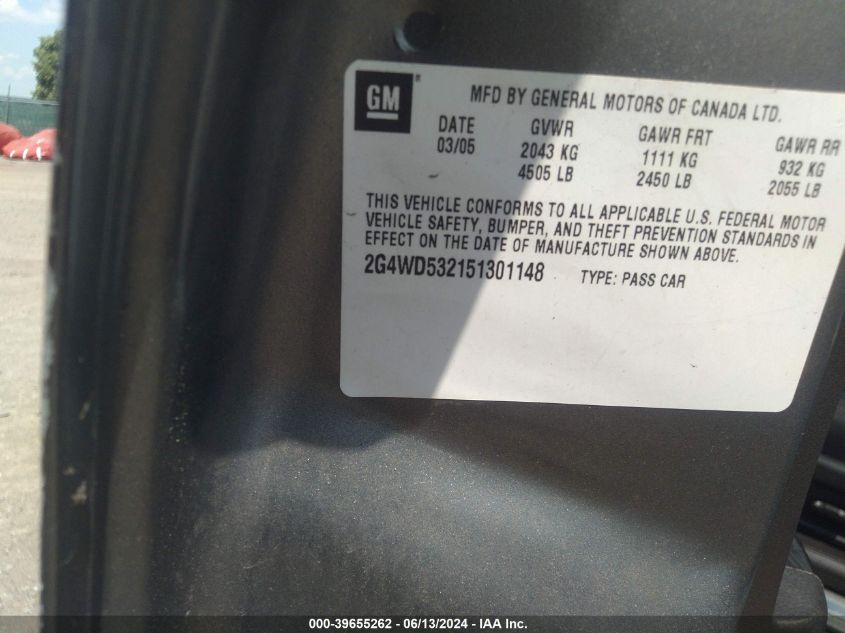 GM ®
MFD BY GENERAL MOTORS OF CANADA LTD.
DATE GVWR GAWR FRT GAWR RR
03/05 2043 KG 1111 KG 932 KG
4505 LB 2450 LB 2055 LB
THIS VEHICLE CONFORMS TO ALL APPLICABLE U.S. FEDERAL MOTOR
VEHICLE SAFETY, BUMPER, AND THEFT PREVENTION STANDARDS IN
EFFECT ON THE DATE OF MANUFACTURE SHOWN ABOVE.
2G4WD532151301148 TYPE: PASS CAR
000-39655262 - 06/13/2024 - IAA Inc.